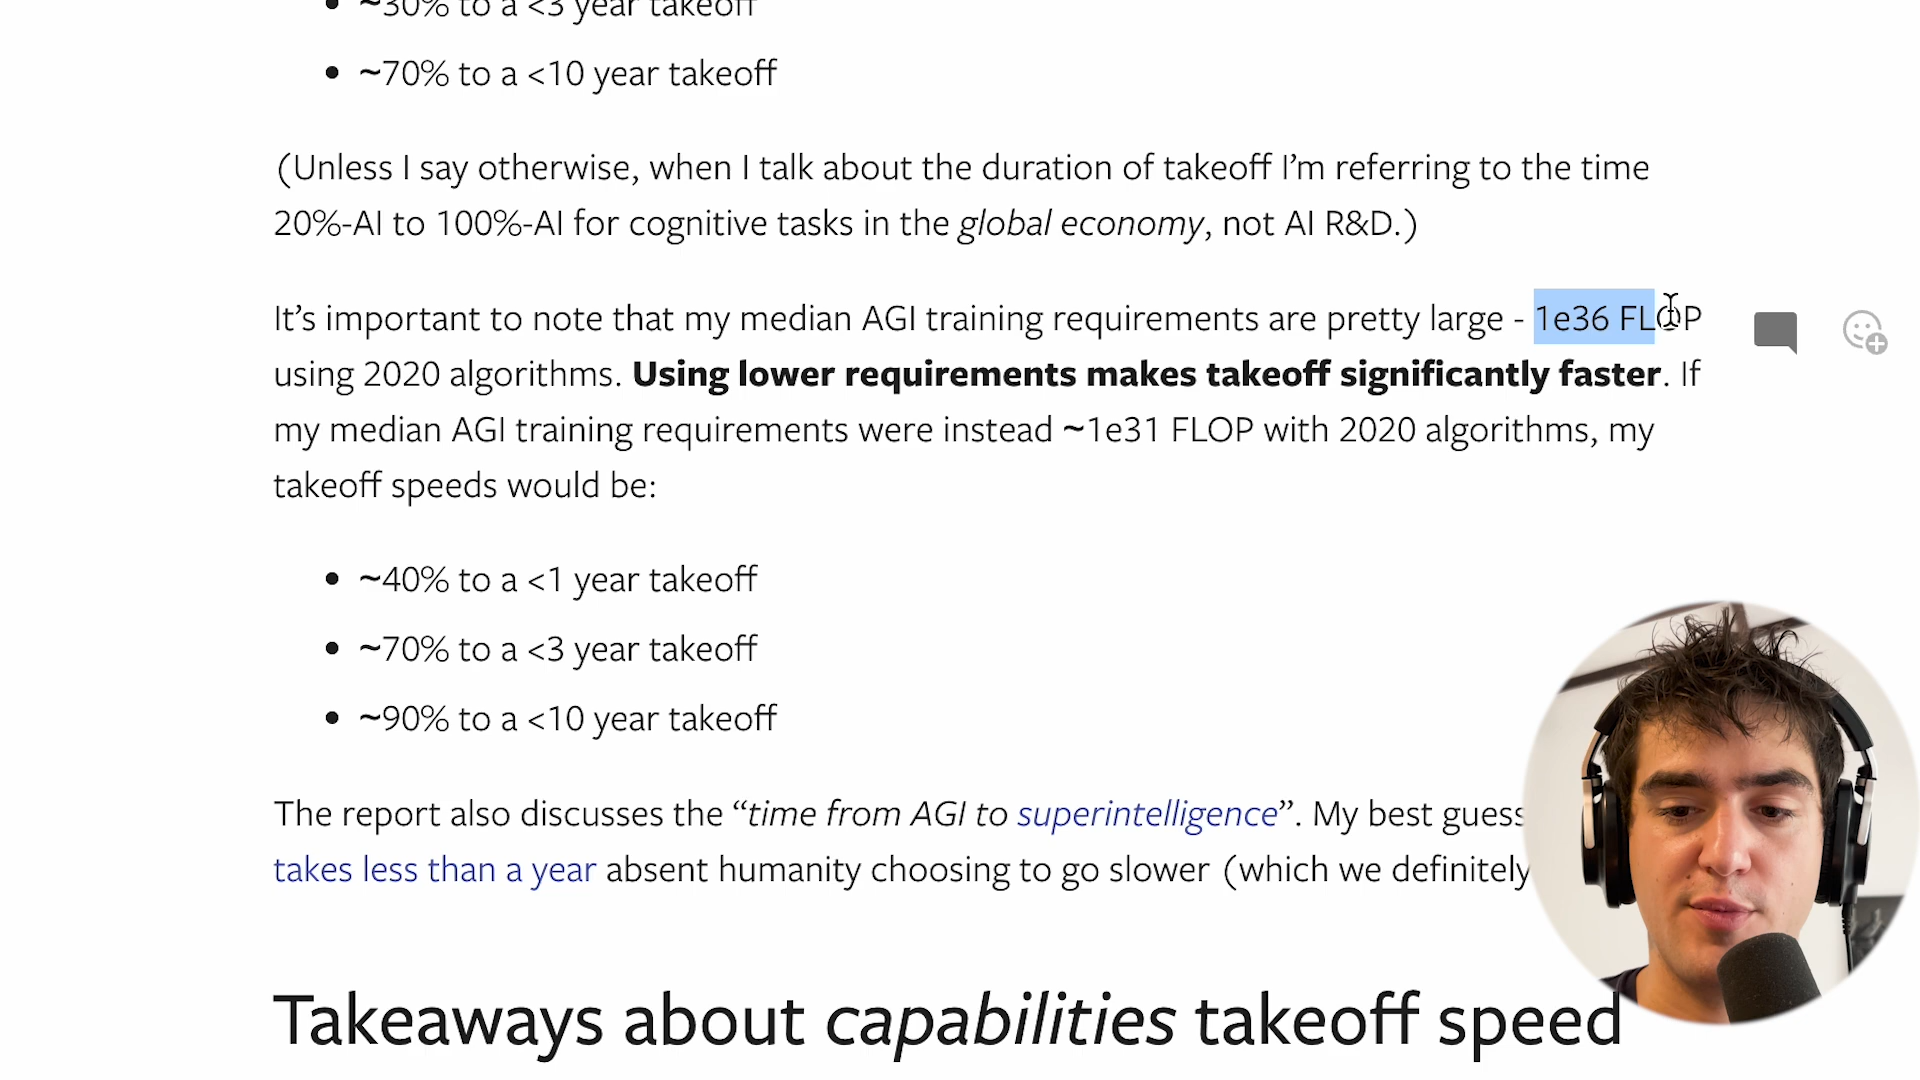 • ~30% to a <3 year takeoff
• ~70% to a <10 year takeoff
(Unless I say otherwise, when I talk about the duration of takeoff I’m referring to the time
20%-AI to 100%-AI for cognitive tasks in the global economy, not AI R&D.)
It’s important to note that my median AGI training requirements are pretty large - 1e36 FLOP
using 2020 algorithms. Using lower requirements makes takeoff significantly faster. If
my median AGI training requirements were instead ~1e31 FLOP with 2020 algorithms, my
takeoff speeds would be:
• ~40% to a <1 year takeoff
• ~70% to a <3 year takeoff
• ~90% to a <10 year takeoff
The report also discusses the “time from AGI to superintelligence”. My best guess
takes less than a year absent humanity choosing to go slower (which we definitely
Takeaways about capabilities takeoff speed